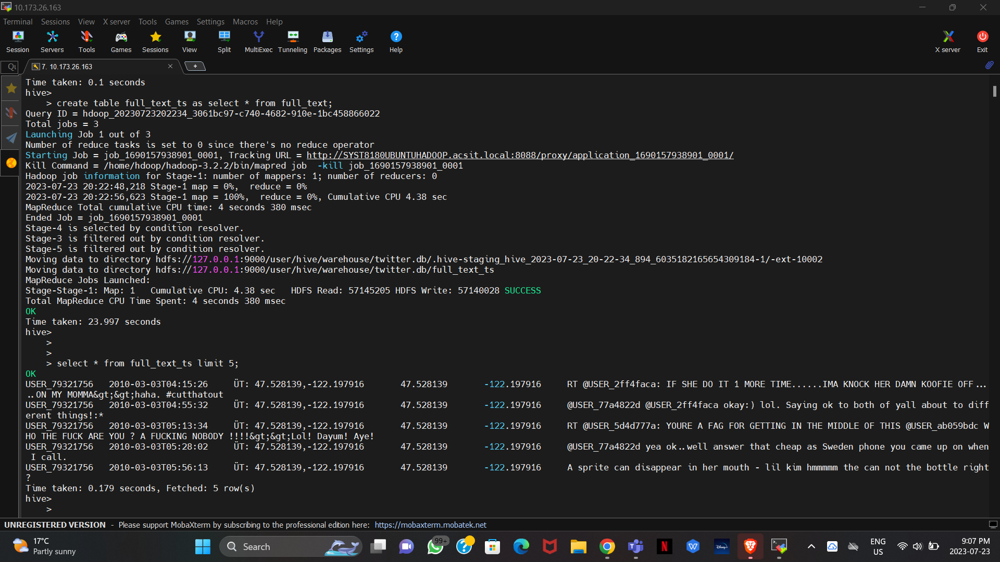 10.173.26.163
Terminal Sessions View X server Tools Games Settings Macros Help
Session Servers Tools Games Sessions View Split MultiExec Tunneling Packages Settings Help X server Exit
7. 10.173.26.163
Time taken: 0.1 seconds
hive>
> create table full_text_ts as select * from full_text;
Query ID = hdoop_20230723202234_3061bc97-c740-4682-910e-1bc458866022
Total jobs = 3
Launching Job 1 out of 3
Number of reduce tasks is set to 0 since there's no reduce operator
Starting Job = job_1690157938901_0001, Tracking URL = http://SYST8180UBUNTUHADOOP.acsit.local:8088/proxy/application_1690157938901_0001/
Kill Command = /home/hdoop/hadoop-3.2.2/bin/mapred job  -kill job_1690157938901_0001
Hadoop job information for Stage-1: number of mappers: 1; number of reducers: 0
2023-07-23 20:22:48,218 Stage-1 map = 0%,  reduce = 0%
2023-07-23 20:22:56,623 Stage-1 map = 100%,  reduce = 0%, Cumulative CPU 4.38 sec
MapReduce Total cumulative CPU time: 4 seconds 380 msec
Ended Job = job_1690157938901_0001
Stage-4 is selected by condition resolver.
Stage-3 is filtered out by condition resolver.
Stage-5 is filtered out by condition resolver.
Moving data to directory hdfs://127.0.0.1:9000/user/hive/warehouse/twitter.db/.hive-staging_hive_2023-07-23_20-22-34_894_6035182165654309184-1/-ext-10002
Moving data to directory hdfs://127.0.0.1:9000/user/hive/warehouse/twitter.db/full_text_ts
MapReduce Jobs Launched:
Stage-Stage-1: Map: 1   Cumulative CPU: 4.38 sec   HDFS Read: 57145205 HDFS Write: 57140028 SUCCESS
Total MapReduce CPU Time Spent: 4 seconds 380 msec
OK
Time taken: 23.997 seconds
hive>
>
>
> select * from full_text_ts limit 5;
OK
USER_79321756   2010-03-03T04:15:26     ÜT: 47.528139,-122.197916       47.528139       -122.197916     RT @USER_2ff4faca: IF SHE DO IT 1 MORE TIME......IMA KNOCK HER DAMN KOOFIE OFF...
..ON MY MOMMA&gt;&gt;haha. #cutthatout
USER_79321756   2010-03-03T04:55:32     ÜT: 47.528139,-122.197916       47.528139       -122.197916     @USER_77a4822d @USER_2ff4faca okay:) lol. Saying ok to both of yall about to diff
erent things!:*
USER_79321756   2010-03-03T05:13:34     ÜT: 47.528139,-122.197916       47.528139       -122.197916     RT @USER_5d4d777a: YOURE A FAG FOR GETTING IN THE MIDDLE OF THIS @USER_ab059bdc W
HO THE FUCK ARE YOU ? A FUCKING NOBODY !!!!&gt;&gt;Lol! Dayum! Aye!
USER_79321756   2010-03-03T05:28:02     ÜT: 47.528139,-122.197916       47.528139       -122.197916     @USER_77a4822d yea ok..well answer that cheap as Sweden phone you came up on when
I call.
USER_79321756   2010-03-03T05:56:13     ÜT: 47.528139,-122.197916       47.528139       -122.197916     A sprite can disappear in her mouth - lil kim hmmmmm the can not the bottle right
?
Time taken: 0.179 seconds, Fetched: 5 row(s)
hive>
>
UNREGISTERED VERSION - Please support MobaXterm by subscribing to the professional edition here: https://mobaxterm.mobatek.net
17°C
Partly sunny
Search
99+
ENG
US
9:07 PM
2023-07-23